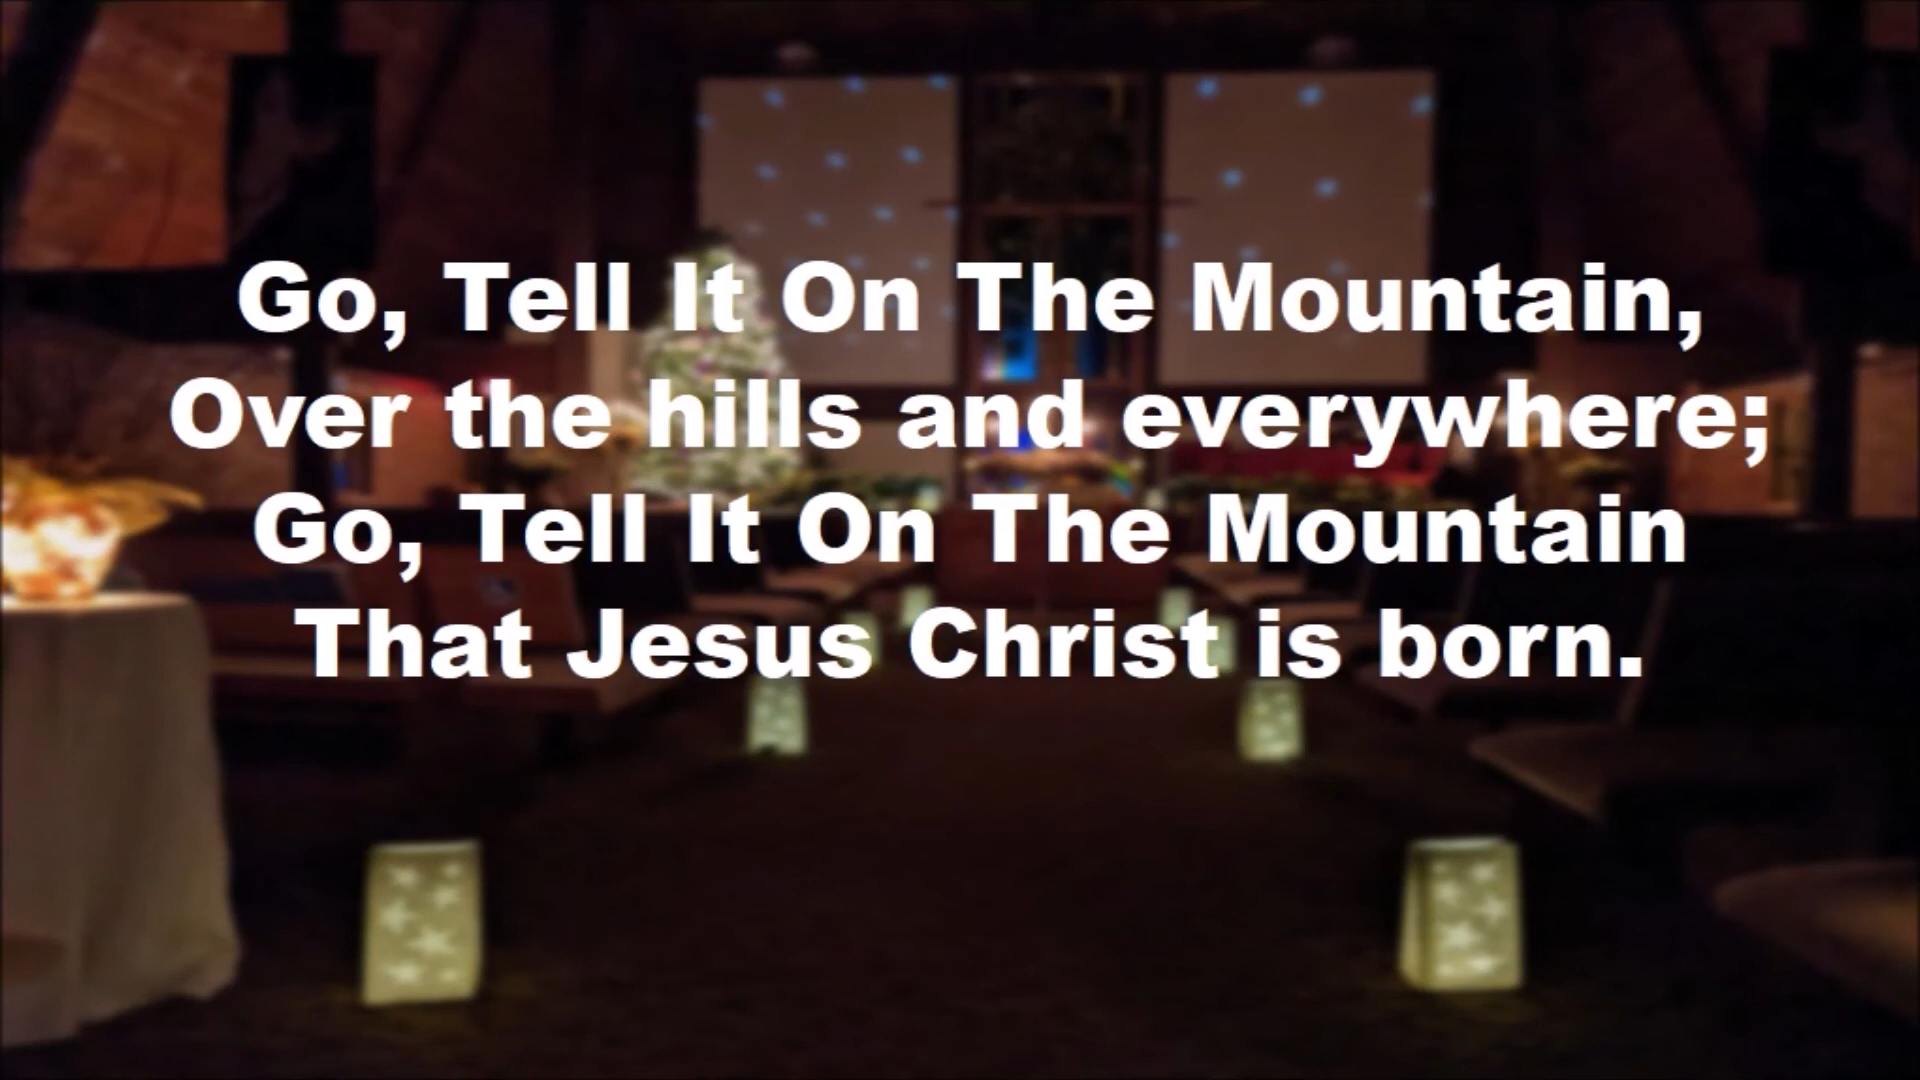 Go, Tell It On The Mountain,
Over the hills and everywhere;
Go, Tell It On The Mountain
That Jesus Christ is born.